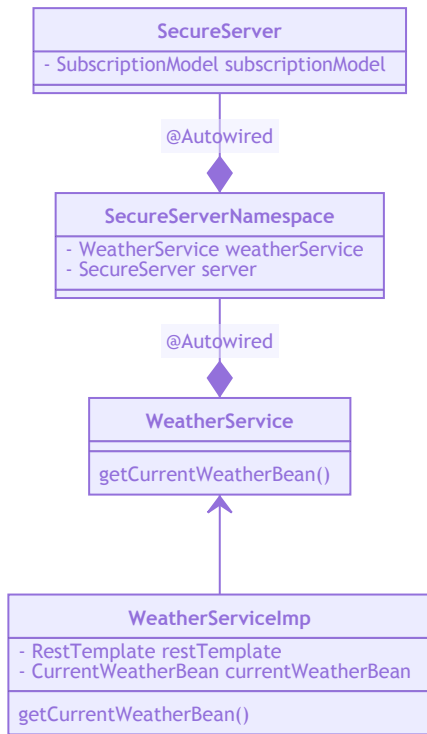 SecureServer
- SubscriptionModel subscriptionModel
@Autowired
SecureServerNamespace
- WeatherService weatherService
- SecureServer server
@Autowired
WeatherService
getCurrentWeatherBean()
WeatherServiceImp
- RestTemplate restTemplate
- CurrentWeatherBean currentWeatherBean
getCurrentWeatherBean()